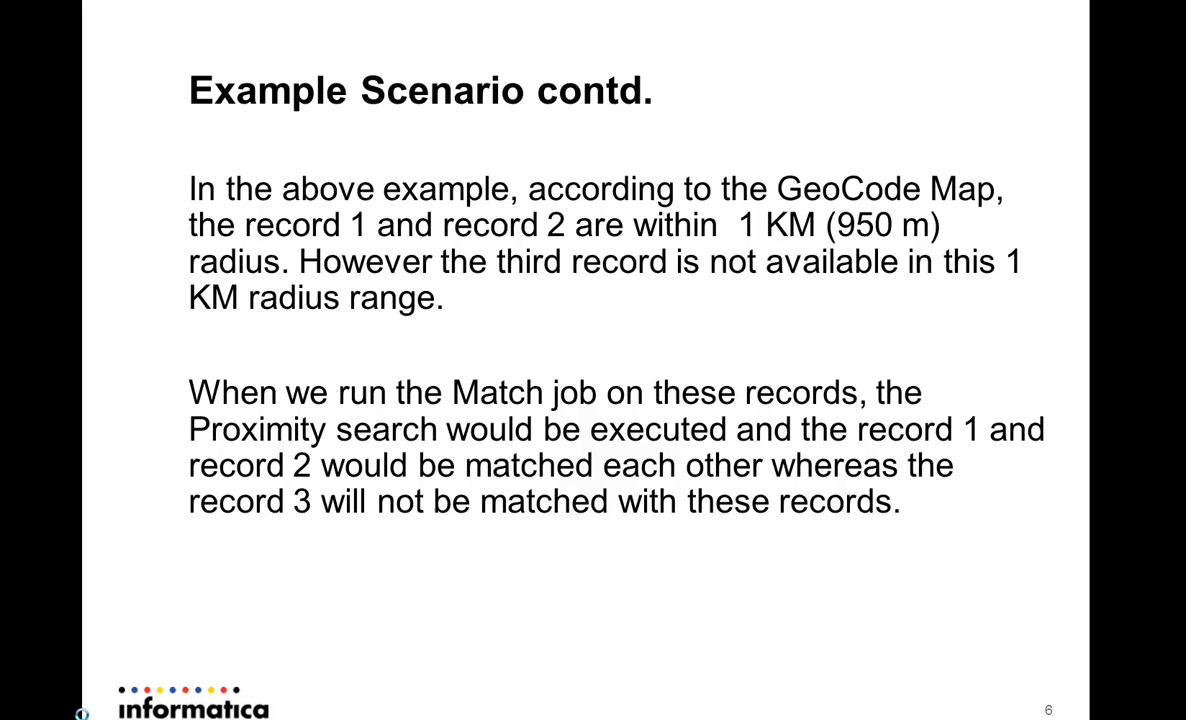 Example Scenario contd.
In the above example, according to the GeoCode Map,
the record 1 and record 2 are within  1 KM (950 m)
radius. However the third record is not available in this 1
KM radius range.
When we run the Match job on these records, the
Proximity search would be executed and the record 1 and
record 2 would be matched each other whereas the
record 3 will not be matched with these records.
informatica
6